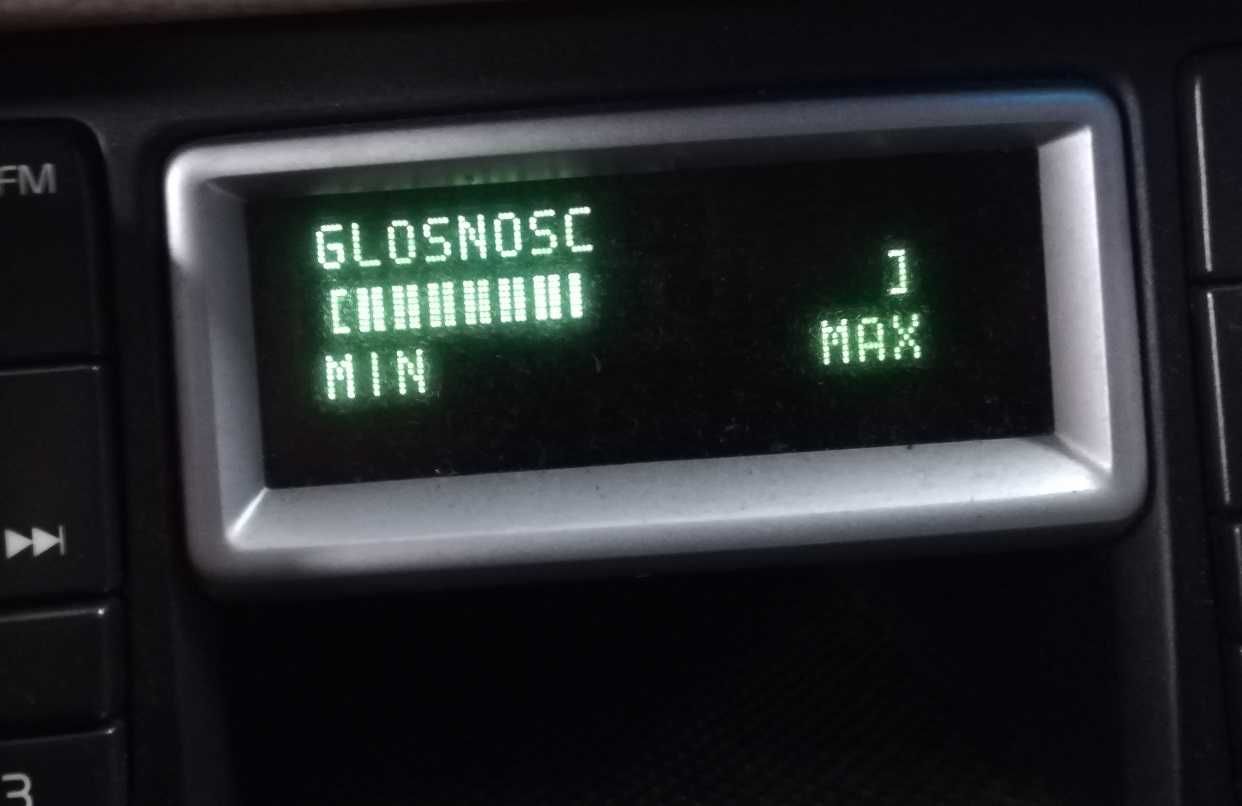 FM
GLOSNOSC
[ ]
MIN MAX
3